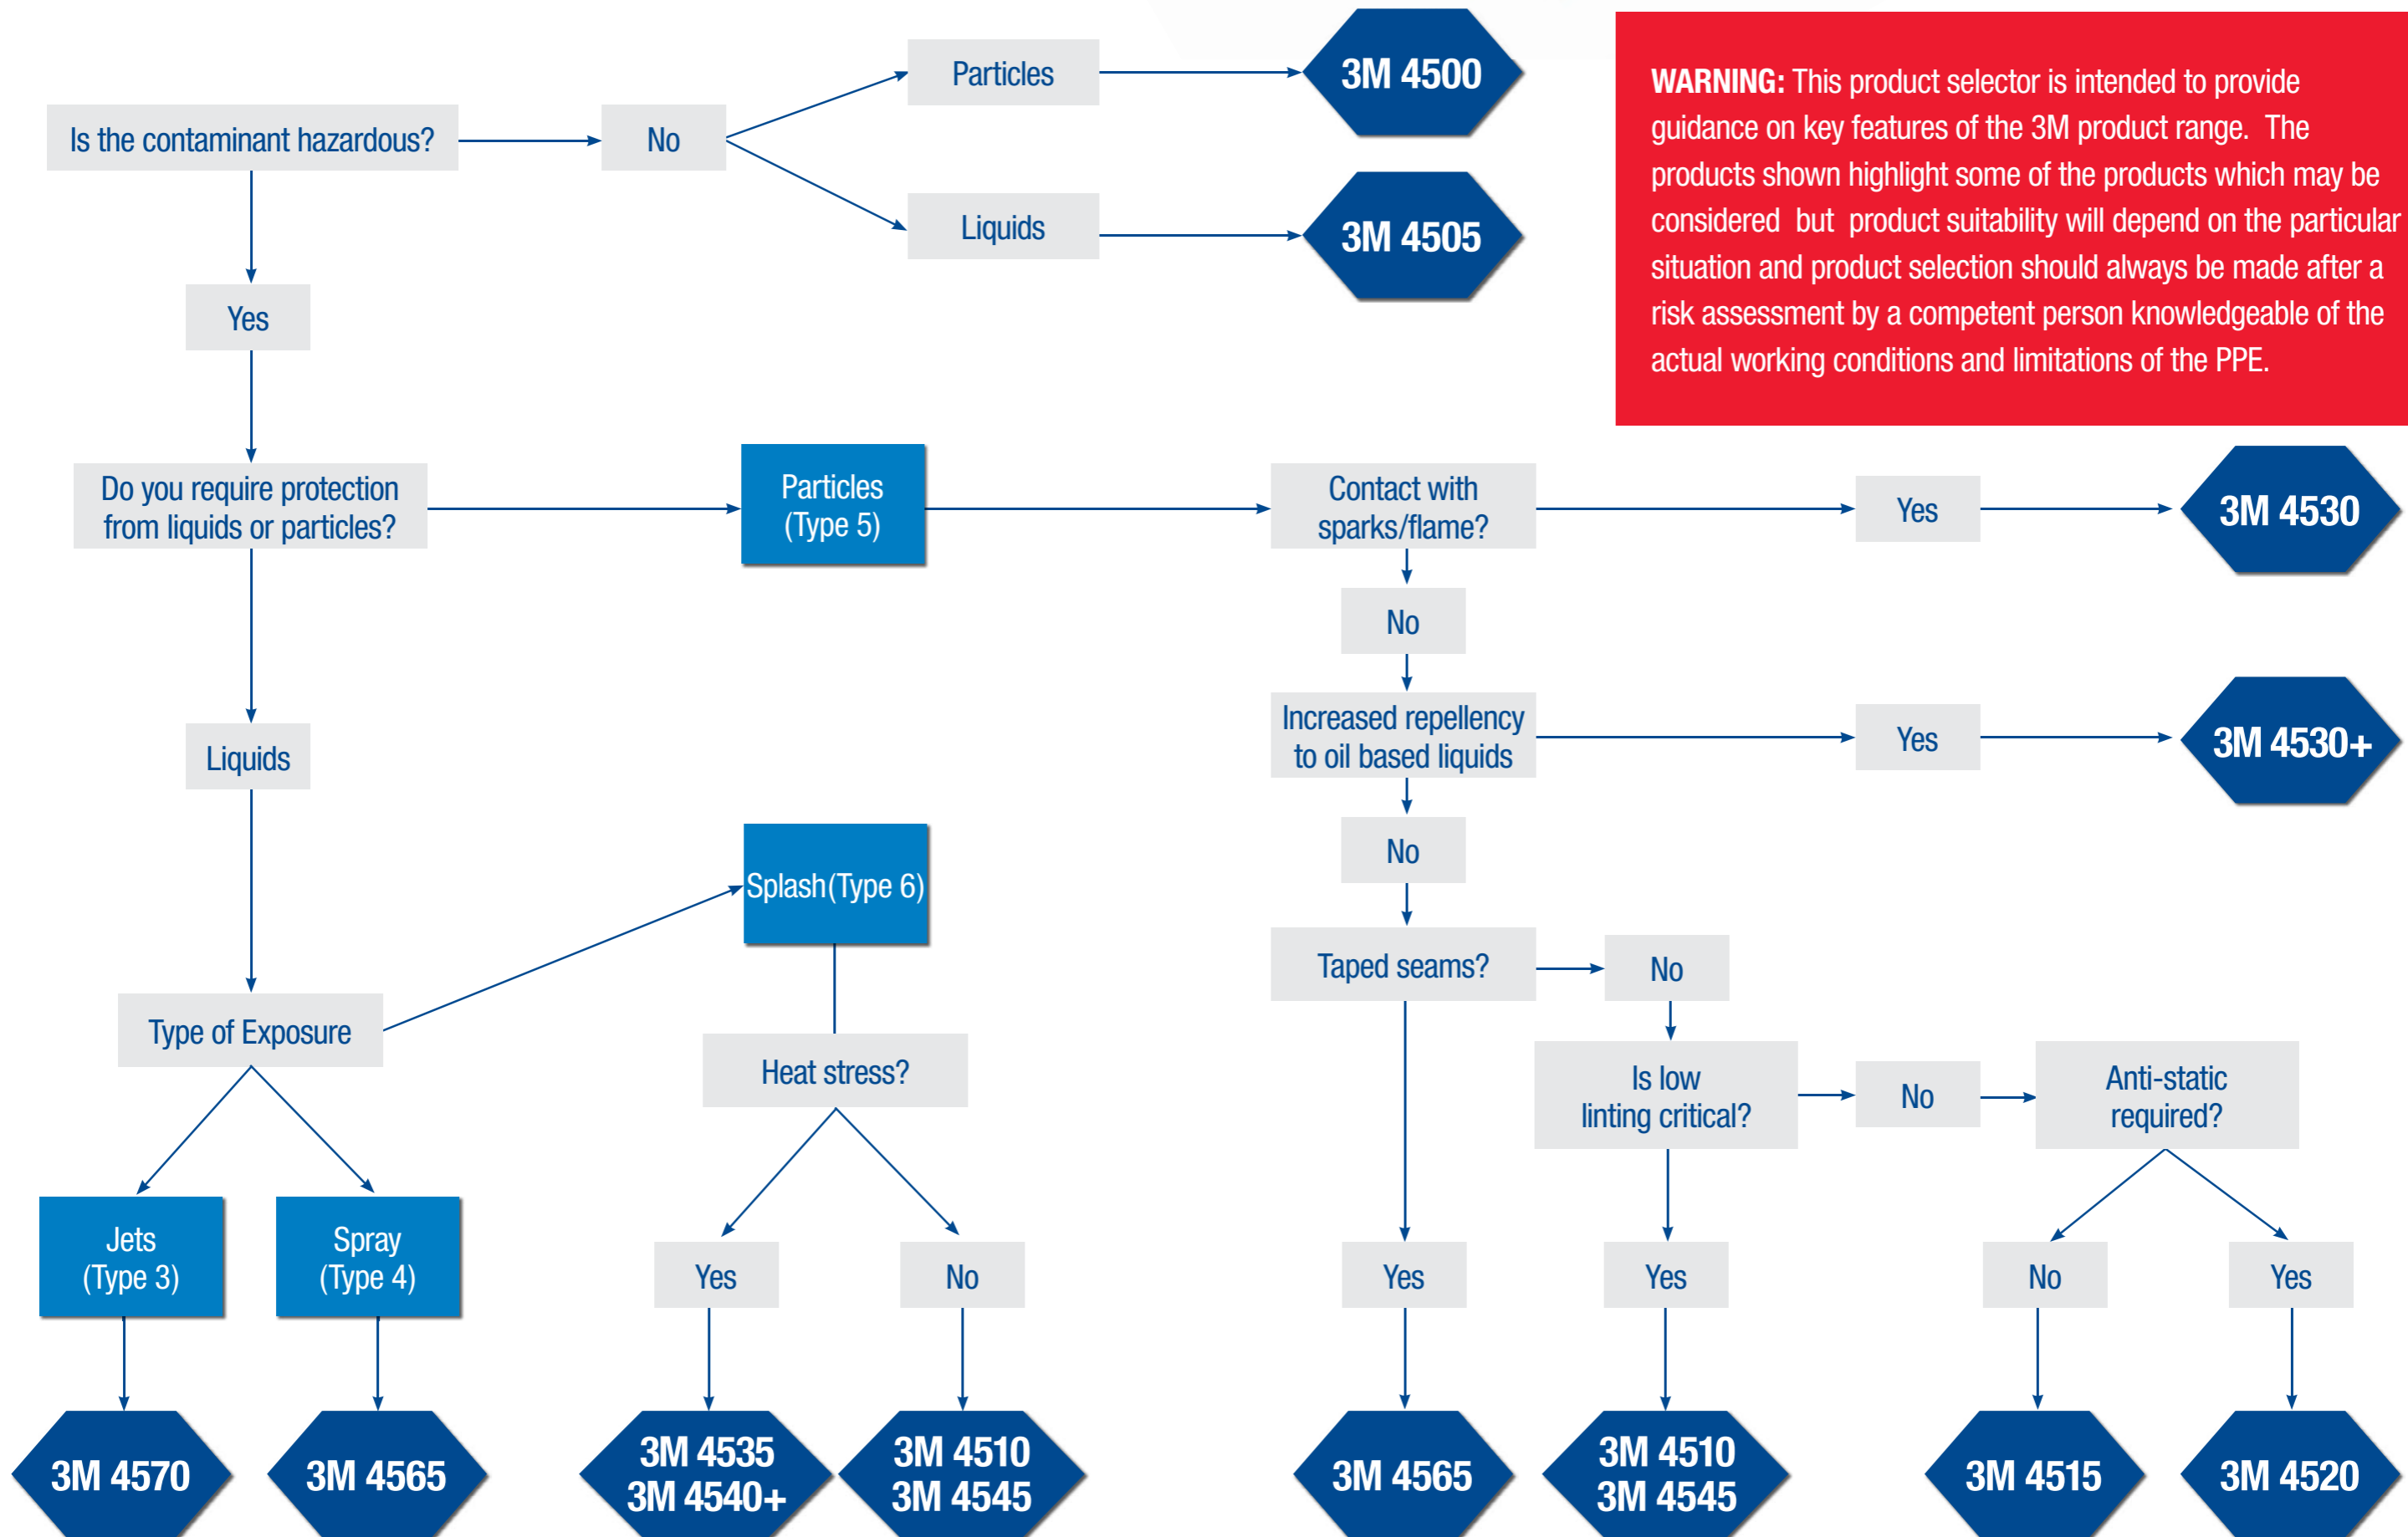 Particles
3M 4500
Is the contaminant hazardous?
No
Liquids
3M 4505
WARNING: This product selector is intended to provide
guidance on key features of the 3M product range. The
products shown highlight some of the products which may be
considered but product suitability will depend on the particular
situation and product selection should always be made after a
risk assessment by a competent person knowledgeable of the
actual working conditions and limitations of the PPE.
Yes
Do you require protection
from liquids or particles?
Particles
(Type 5)
Contact with
sparks/flame?
Yes
3M 4530
No
Liquids
Increased repellency
to oil based liquids
Yes
3M 4530+
No
Splash(Type 6)
Taped seams?
No
Type of Exposure
Heat stress?
Is low
linting critical?
No
Anti-static
required?
Jets
(Type 3)
Spray
(Type 4)
Yes
No
Yes
Yes
No
Yes
3M 4570
3M 4565
3M 4535
3M 4540+
3M 4510
3M 4545
3M 4565
3M 4510
3M 4545
3M 4515
3M 4520